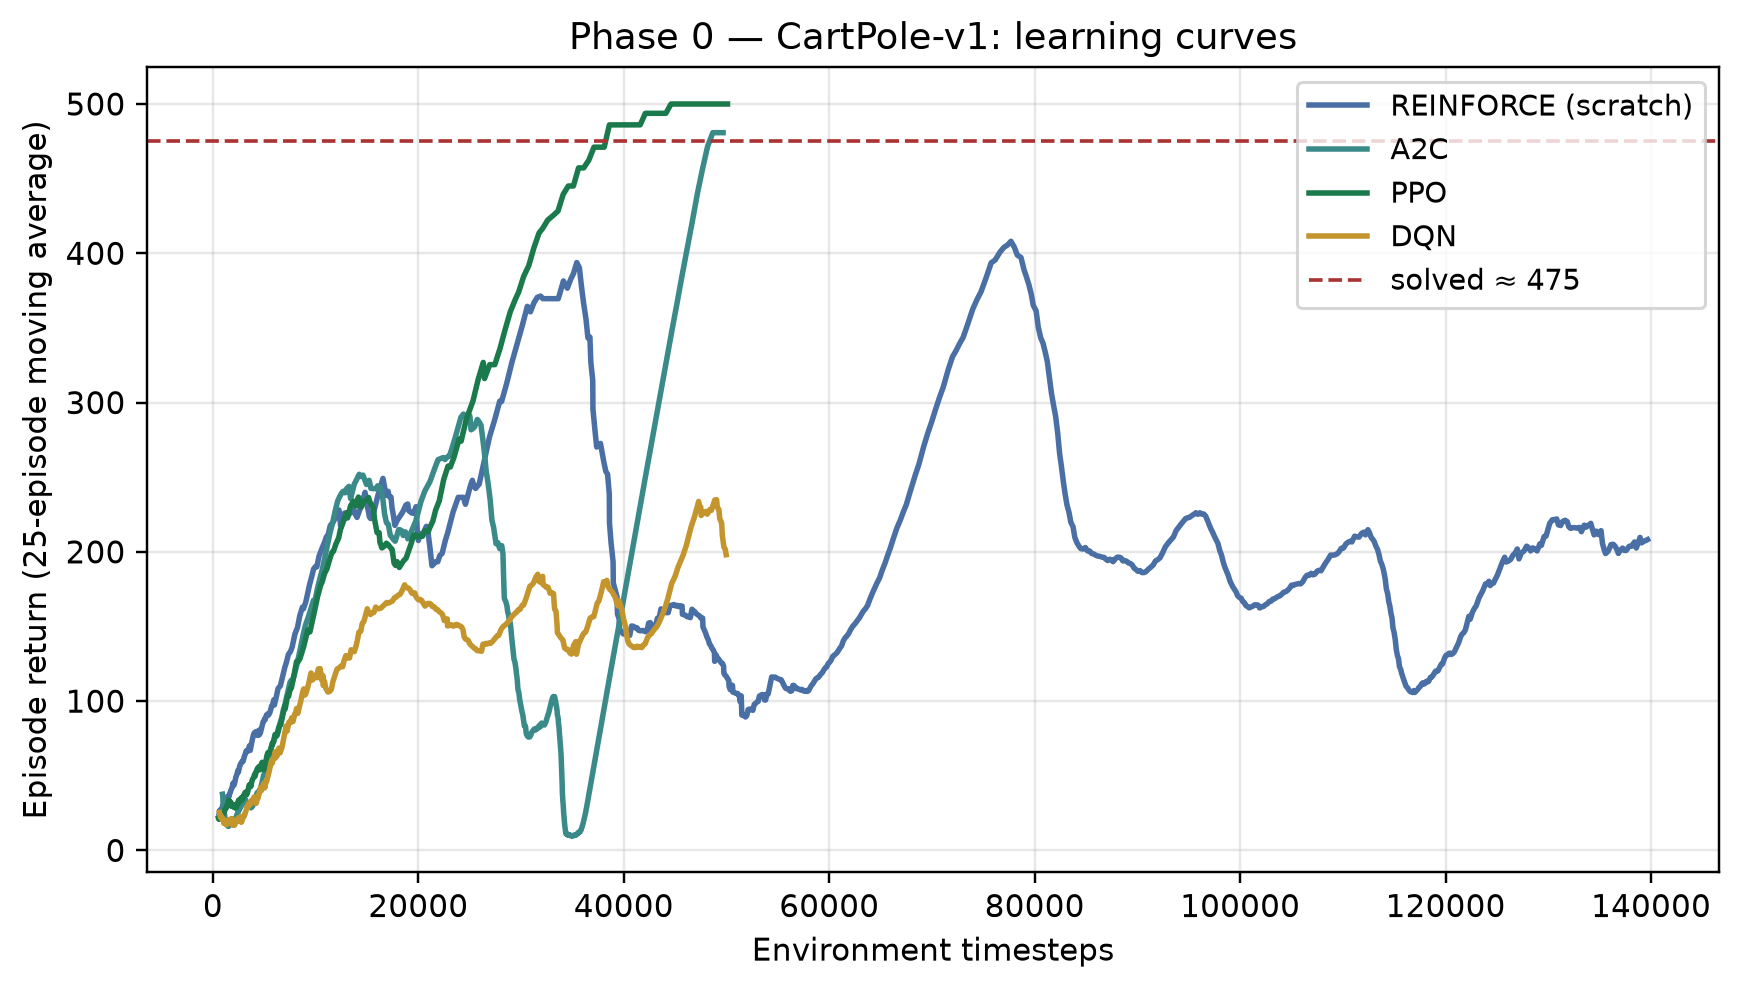 Phase 0 — CartPole-v1: learning curves
Episode return (25-episode moving average)
500
400
300
200
100
0
REINFORCE (scratch)
A2C
PPO
DQN
solved ≈ 475
0 20000 40000 60000 80000 100000 120000 140000
Environment timesteps